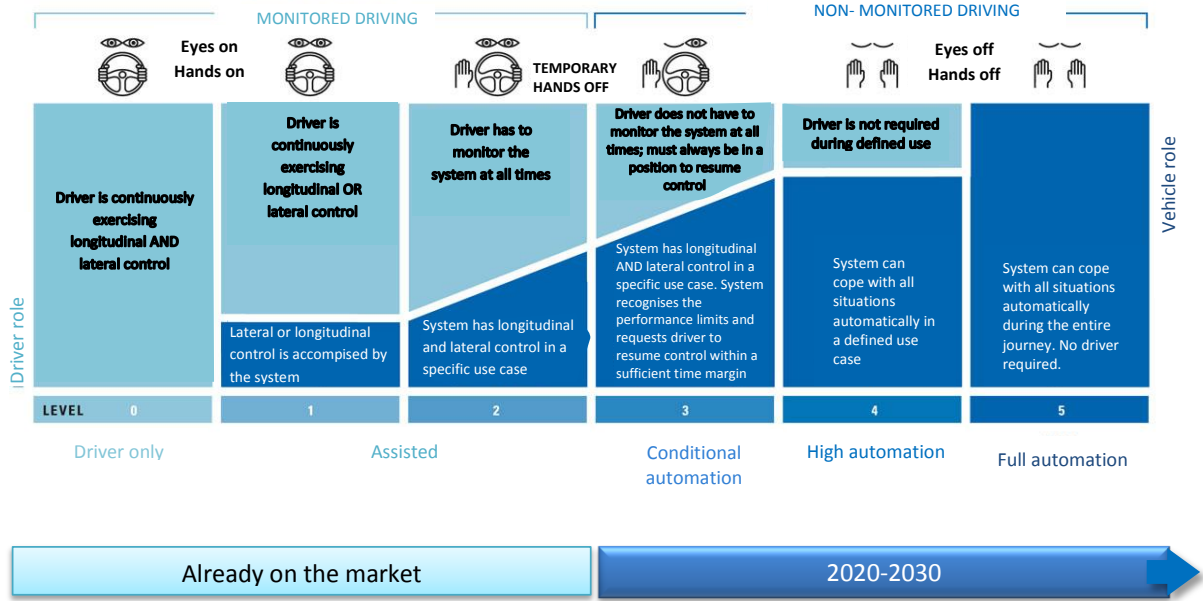 MONITORED DRIVING
NON- MONITORED DRIVING
Eyes on
Hands on
TEMPORARY
HANDS OFF
Eyes off
Hands off
Driver is continuously
exercising
longitudinal AND
lateral control
Driver is
continuously
exercising
longitudinal OR
lateral control
Driver has to
monitor the
system at all times
Driver does not have to
monitor the system at all
times; must always be in a
position to resume
control
Driver is not required
during defined use
Lateral or longitudinal
control is accompised by
the system
System has longitudinal
and lateral control in a
specific use case
System has longitudinal
AND lateral control in a
specific use case. System
recognises the
performance limits and
requests driver to
resume control within a
sufficient time margin
System can
cope with all
situations
automatically in
a defined use
case
System can cope
with all situations
automatically
during the entire
journey. No driver
required.
Driver role
Vehicle role
LEVEL 0 1 2 3 4 5
Driver only
Assisted
Conditional
automation
High automation
Full automation
Already on the market
2020-2030